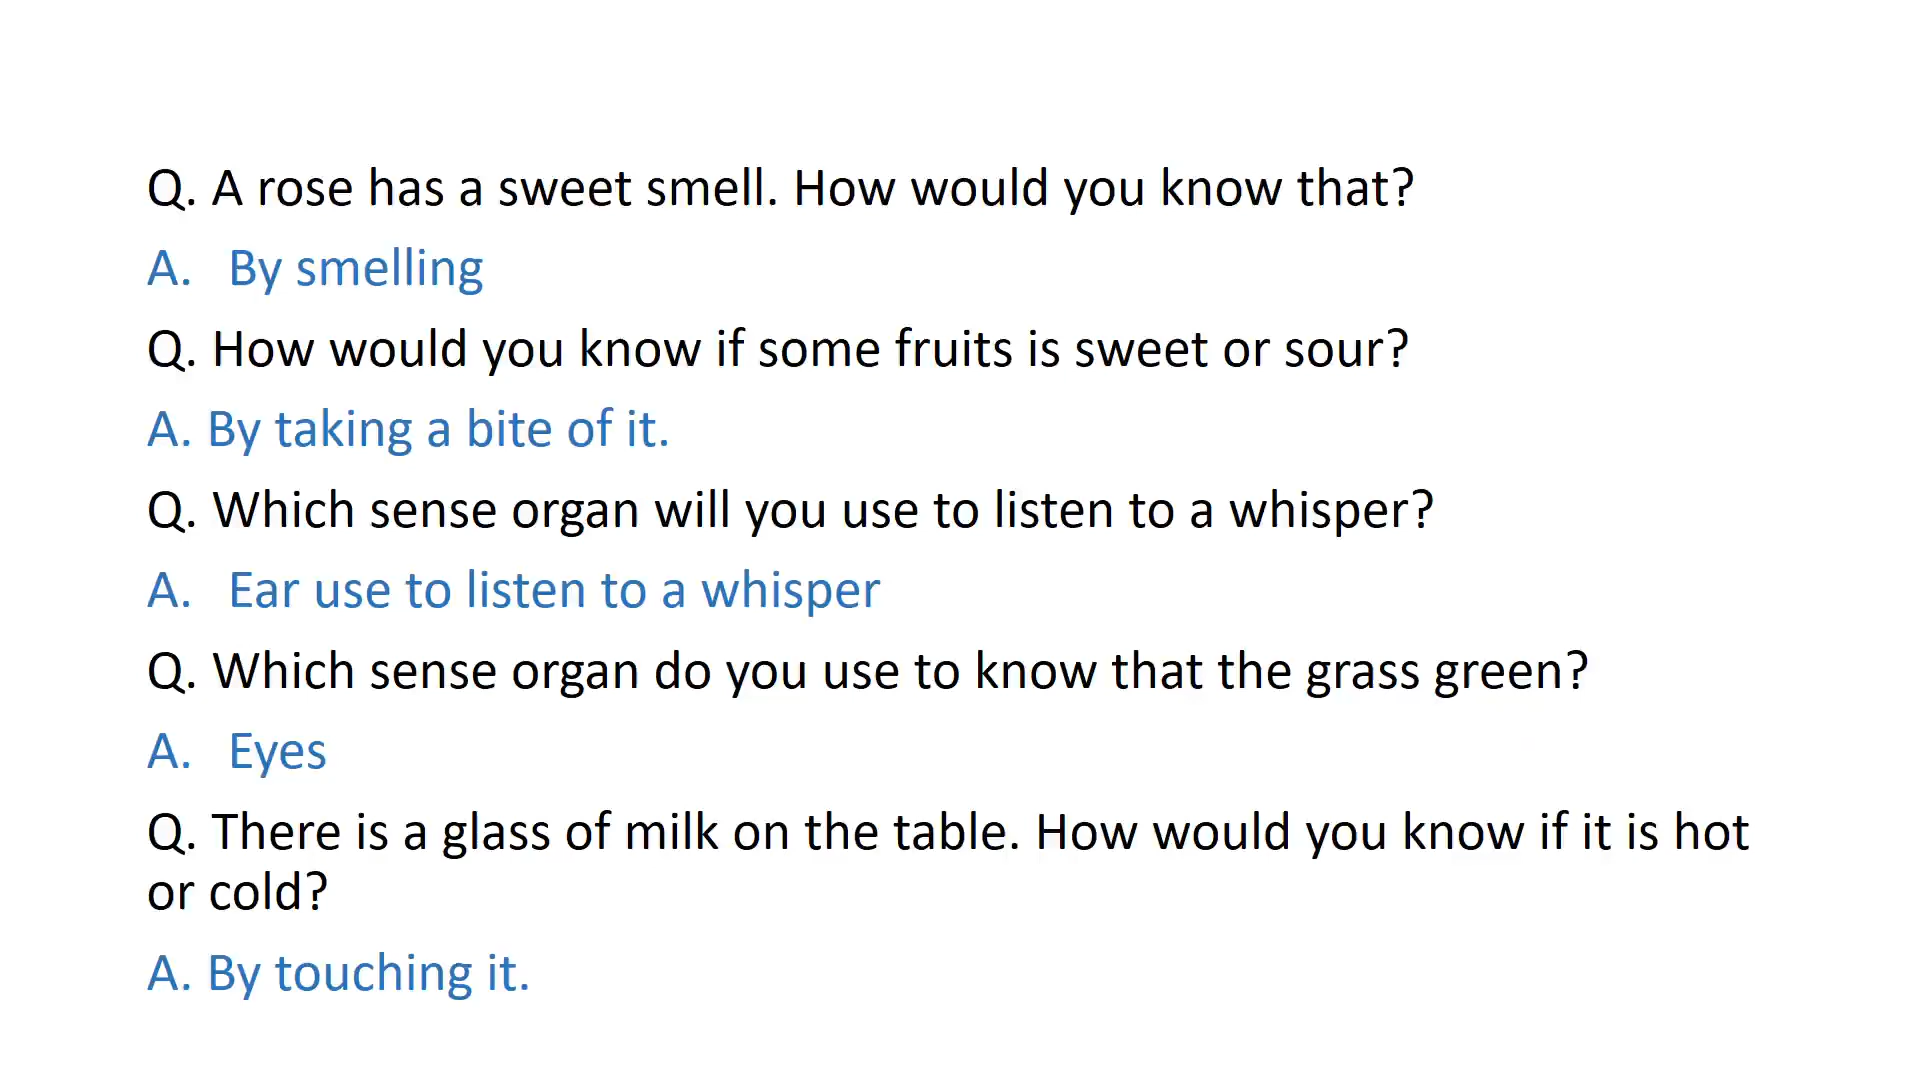 Q. A rose has a sweet smell. How would you know that?
A. By smelling
Q. How would you know if some fruits is sweet or sour?
A. By taking a bite of it.
Q. Which sense organ will you use to listen to a whisper?
A. Ear use to listen to a whisper
Q. Which sense organ do you use to know that the grass green?
A. Eyes
Q. There is a glass of milk on the table. How would you know if it is hot
or cold?
A. By touching it.